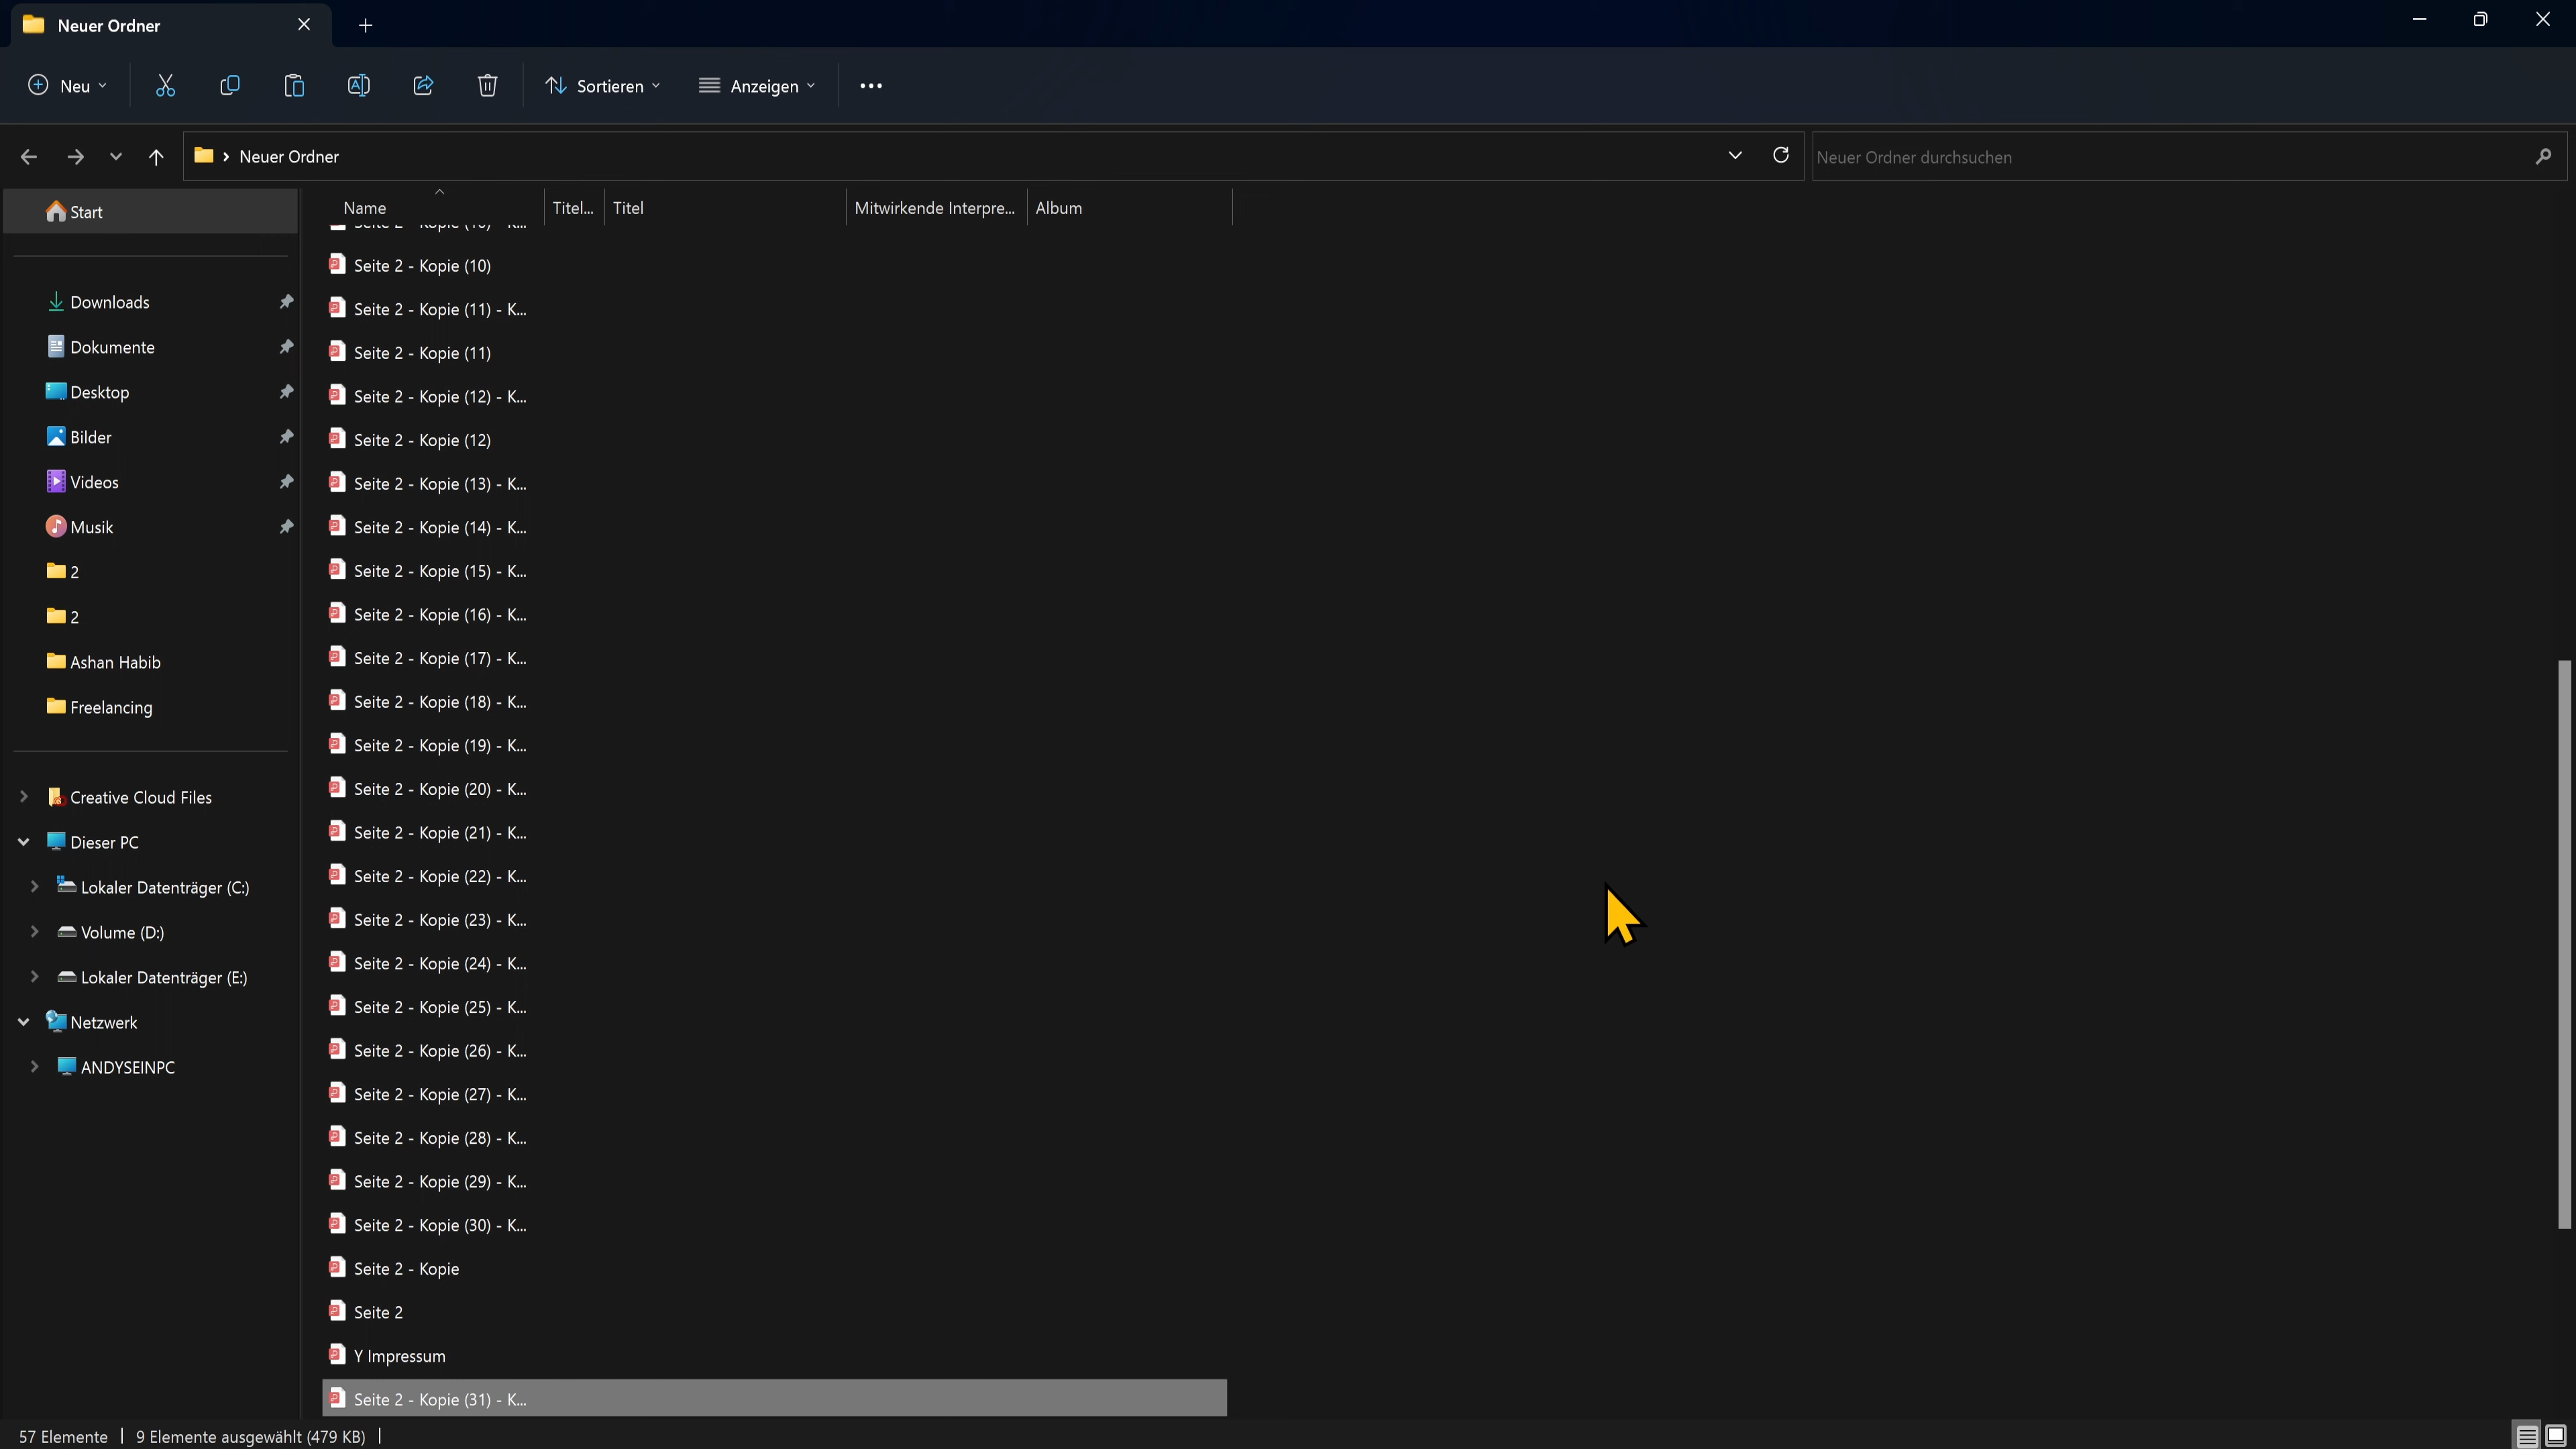 Neuer Ordner
Neu
Sortieren
Anzeigen
Neuer Ordner
Neuer Ordner durchsuchen
Start
Downloads
Dokumente
Desktop
Bilder
Videos
Musik
2
2
Ashan Habib
Freelancing
Creative Cloud Files
Dieser PC
Lokaler Datenträger (C:)
Volume (D:)
Lokaler Datenträger (E:)
Netzwerk
ANDYSEINPC
Name Titel... Titel Mitwirkende Interpre... Album
Seite 2 - Kopie (10)
Seite 2 - Kopie (11) - K...
Seite 2 - Kopie (11)
Seite 2 - Kopie (12) - K...
Seite 2 - Kopie (12)
Seite 2 - Kopie (13) - K...
Seite 2 - Kopie (14) - K...
Seite 2 - Kopie (15) - K...
Seite 2 - Kopie (16) - K...
Seite 2 - Kopie (17) - K...
Seite 2 - Kopie (18) - K...
Seite 2 - Kopie (19) - K...
Seite 2 - Kopie (20) - K...
Seite 2 - Kopie (21) - K...
Seite 2 - Kopie (22) - K...
Seite 2 - Kopie (23) - K...
Seite 2 - Kopie (24) - K...
Seite 2 - Kopie (25) - K...
Seite 2 - Kopie (26) - K...
Seite 2 - Kopie (27) - K...
Seite 2 - Kopie (28) - K...
Seite 2 - Kopie (29) - K...
Seite 2 - Kopie (30) - K...
Seite 2 - Kopie
Seite 2
Y Impressum
Seite 2 - Kopie (31) - K...
57 Elemente 9 Elemente ausgewählt (479 KB)